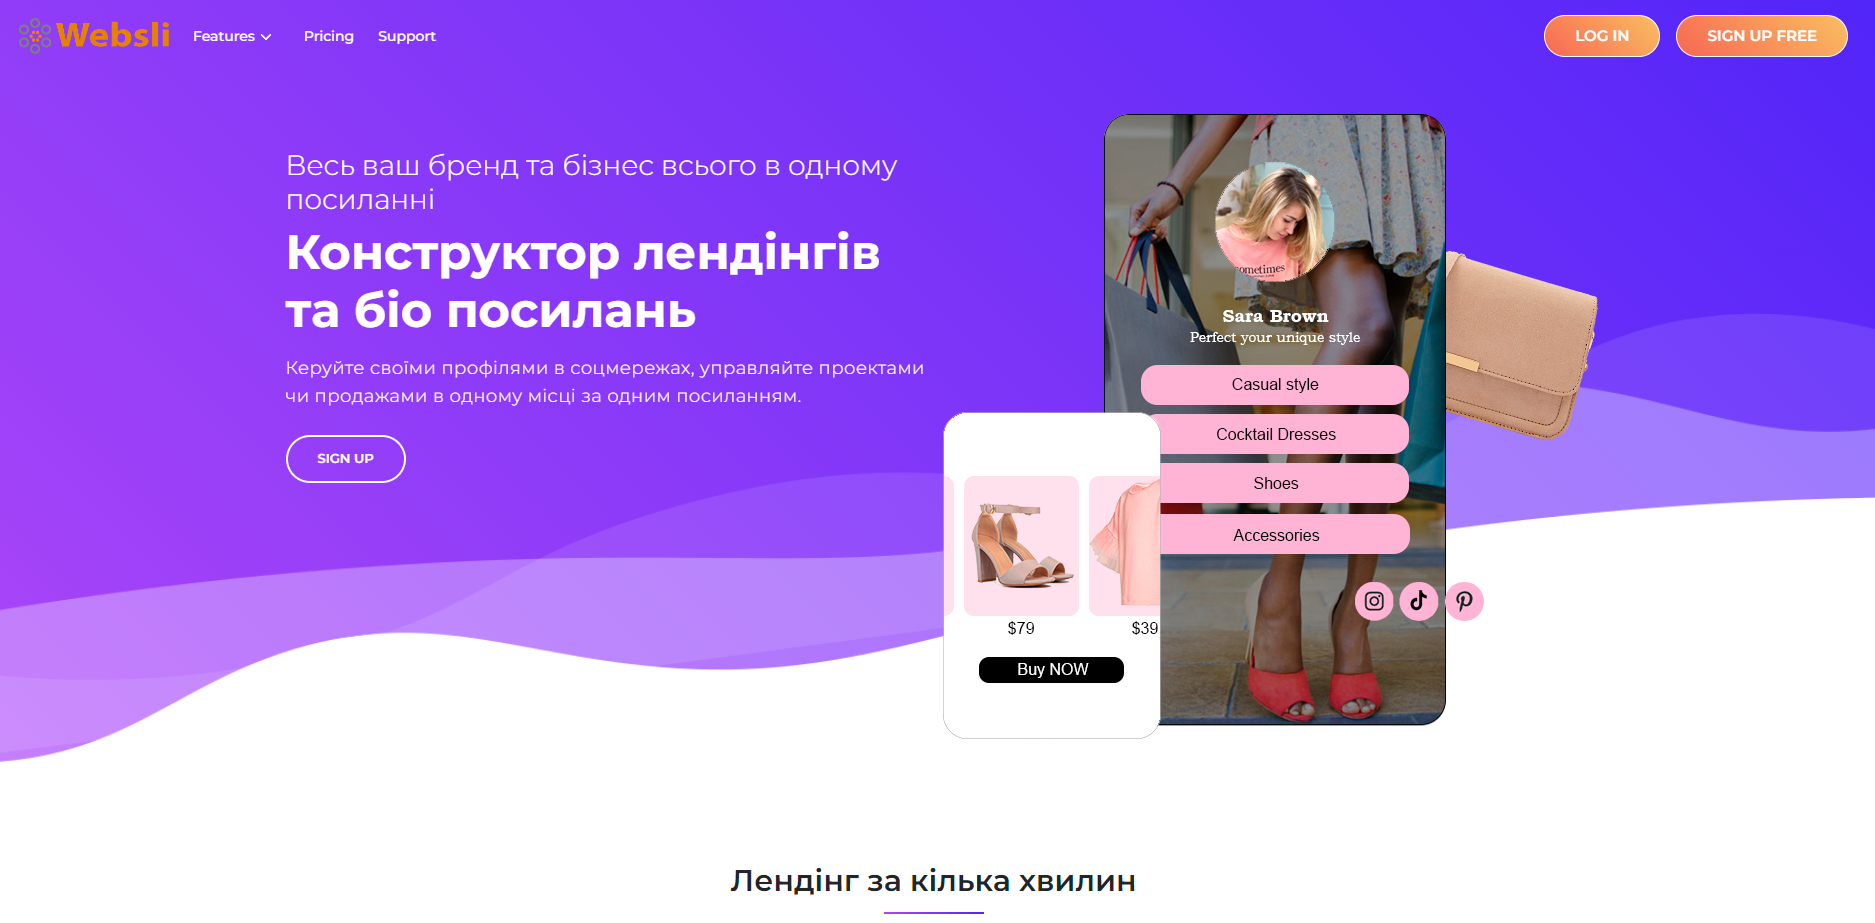 Websli
Features
Pricing
Support
LOG IN
SIGN UP FREE
Весь ваш бренд та бізнес всього в одному
посиланні
Конструктор лендінгів
та біо посилань
Керуйте своїми профілями в соцмережах, управляйте проектами
чи продажами в одному місці за одним посиланням.
SIGN UP
sometimes
Sara Brown
Perfect your unique style
Casual style
Cocktail Dresses
Shoes
Accessories
$79
$39
Buy NOW
Лендінг за кілька хвилин